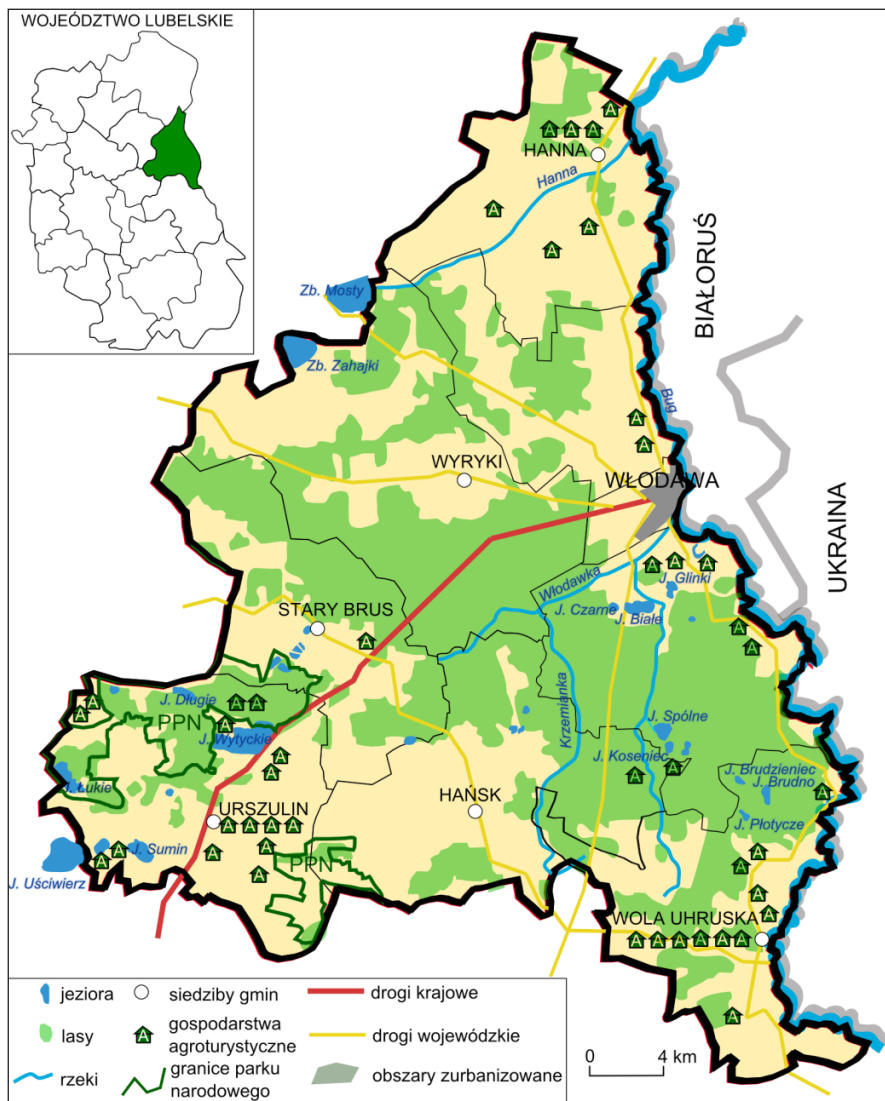 WOJEÓDZTWO LUBELSKIE
A
A A A
HANNA
Hanna
A
A
A
Zb. Mosty
BIAŁORUŚ
Zb. Zahajki
Bug
A
A
WYRYKI
WŁODAWA
UKRAINA
A A A
J. Glinki
Włodawka
J. Czarne
J. Białe
STARY BRUS
A
A
A
J. Długie
A A
A
A
PPN
A
J. Wytyckie
Krzemianka
J. Spólne
A
A
J. Koseniec
A
A
J. Brudzieniec
J. Brudno
A
J. Łukie
URSZULIN
HAŃSK
A A A A
J. Płotycze
J. Sumin
A
A
A
A
A
A
PPN
J. Uściwierz
A
A
A
A
WOLA UHRUSKA
A A A A A A
A
jeziora
siedziby gmin
drogi krajowe
lasy
A
gospodarstwa
agroturystyczne
drogi wojewódzkie
0 4 km
rzeki
granice parku
narodowego
obszary zurbanizowane